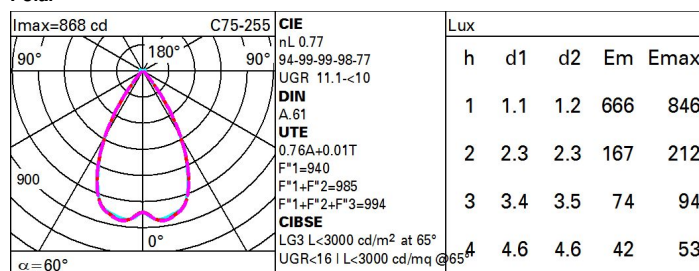 Imax=868 cd C75-255
90° 180° 90°
900
0°
α=60°
CIE
nL 0.77
94-99-99-98-77
UGR 11.1-<10
DIN
A.61
UTE
0.76A+0.01T
F"1=940
F"1+F"2=985
F"1+F"2+F"3=994
CIBSE
LG3 L<3000 cd/m² at 65°
UGR<16 | L<3000 cd/mq @65°
Lux
h d1 d2 Em Emax
1 1.1 1.2 666 846
2 2.3 2.3 167 212
3 3.4 3.5 74 94
4 4.6 4.6 42 53